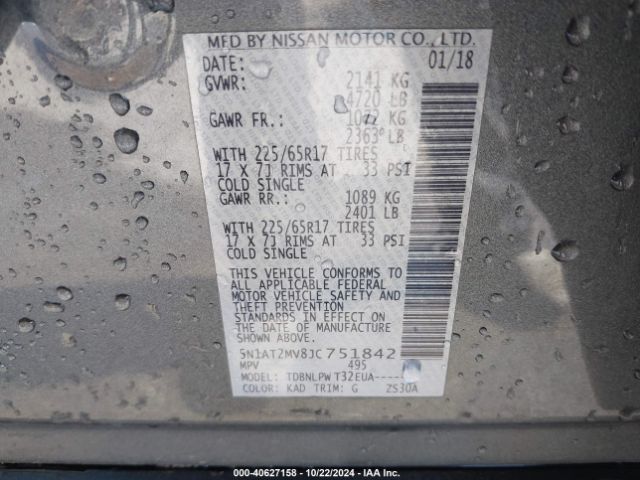 MFD BY NISSAN MOTOR CO., LTD.
DATE: 01/18
GVWR: 2141 KG
4720 LB
GAWR FR.: 1072 KG
2363 LB
WITH 225/65R17 TIRES
17 X 7J RIMS AT 33 PSI
COLD SINGLE
GAWR RR.: 1089 KG
2401 LB
WITH 225/65R17 TIRES
17 X 7J RIMS AT 33 PSI
COLD SINGLE
THIS VEHICLE CONFORMS TO
ALL APPLICABLE FEDERAL
MOTOR VEHICLE SAFETY AND
THEFT PREVENTION
STANDARDS IN EFFECT ON
THE DATE OF MANUFACTURE
SHOWN ABOVE.
5N1AT2MV8JC751842
MPV 495
MODEL: TDBNLPW T32EUA-----
COLOR: KAD TRIM: G ZS30A
000-40627158 - 10/22/2024 - IAA Inc.